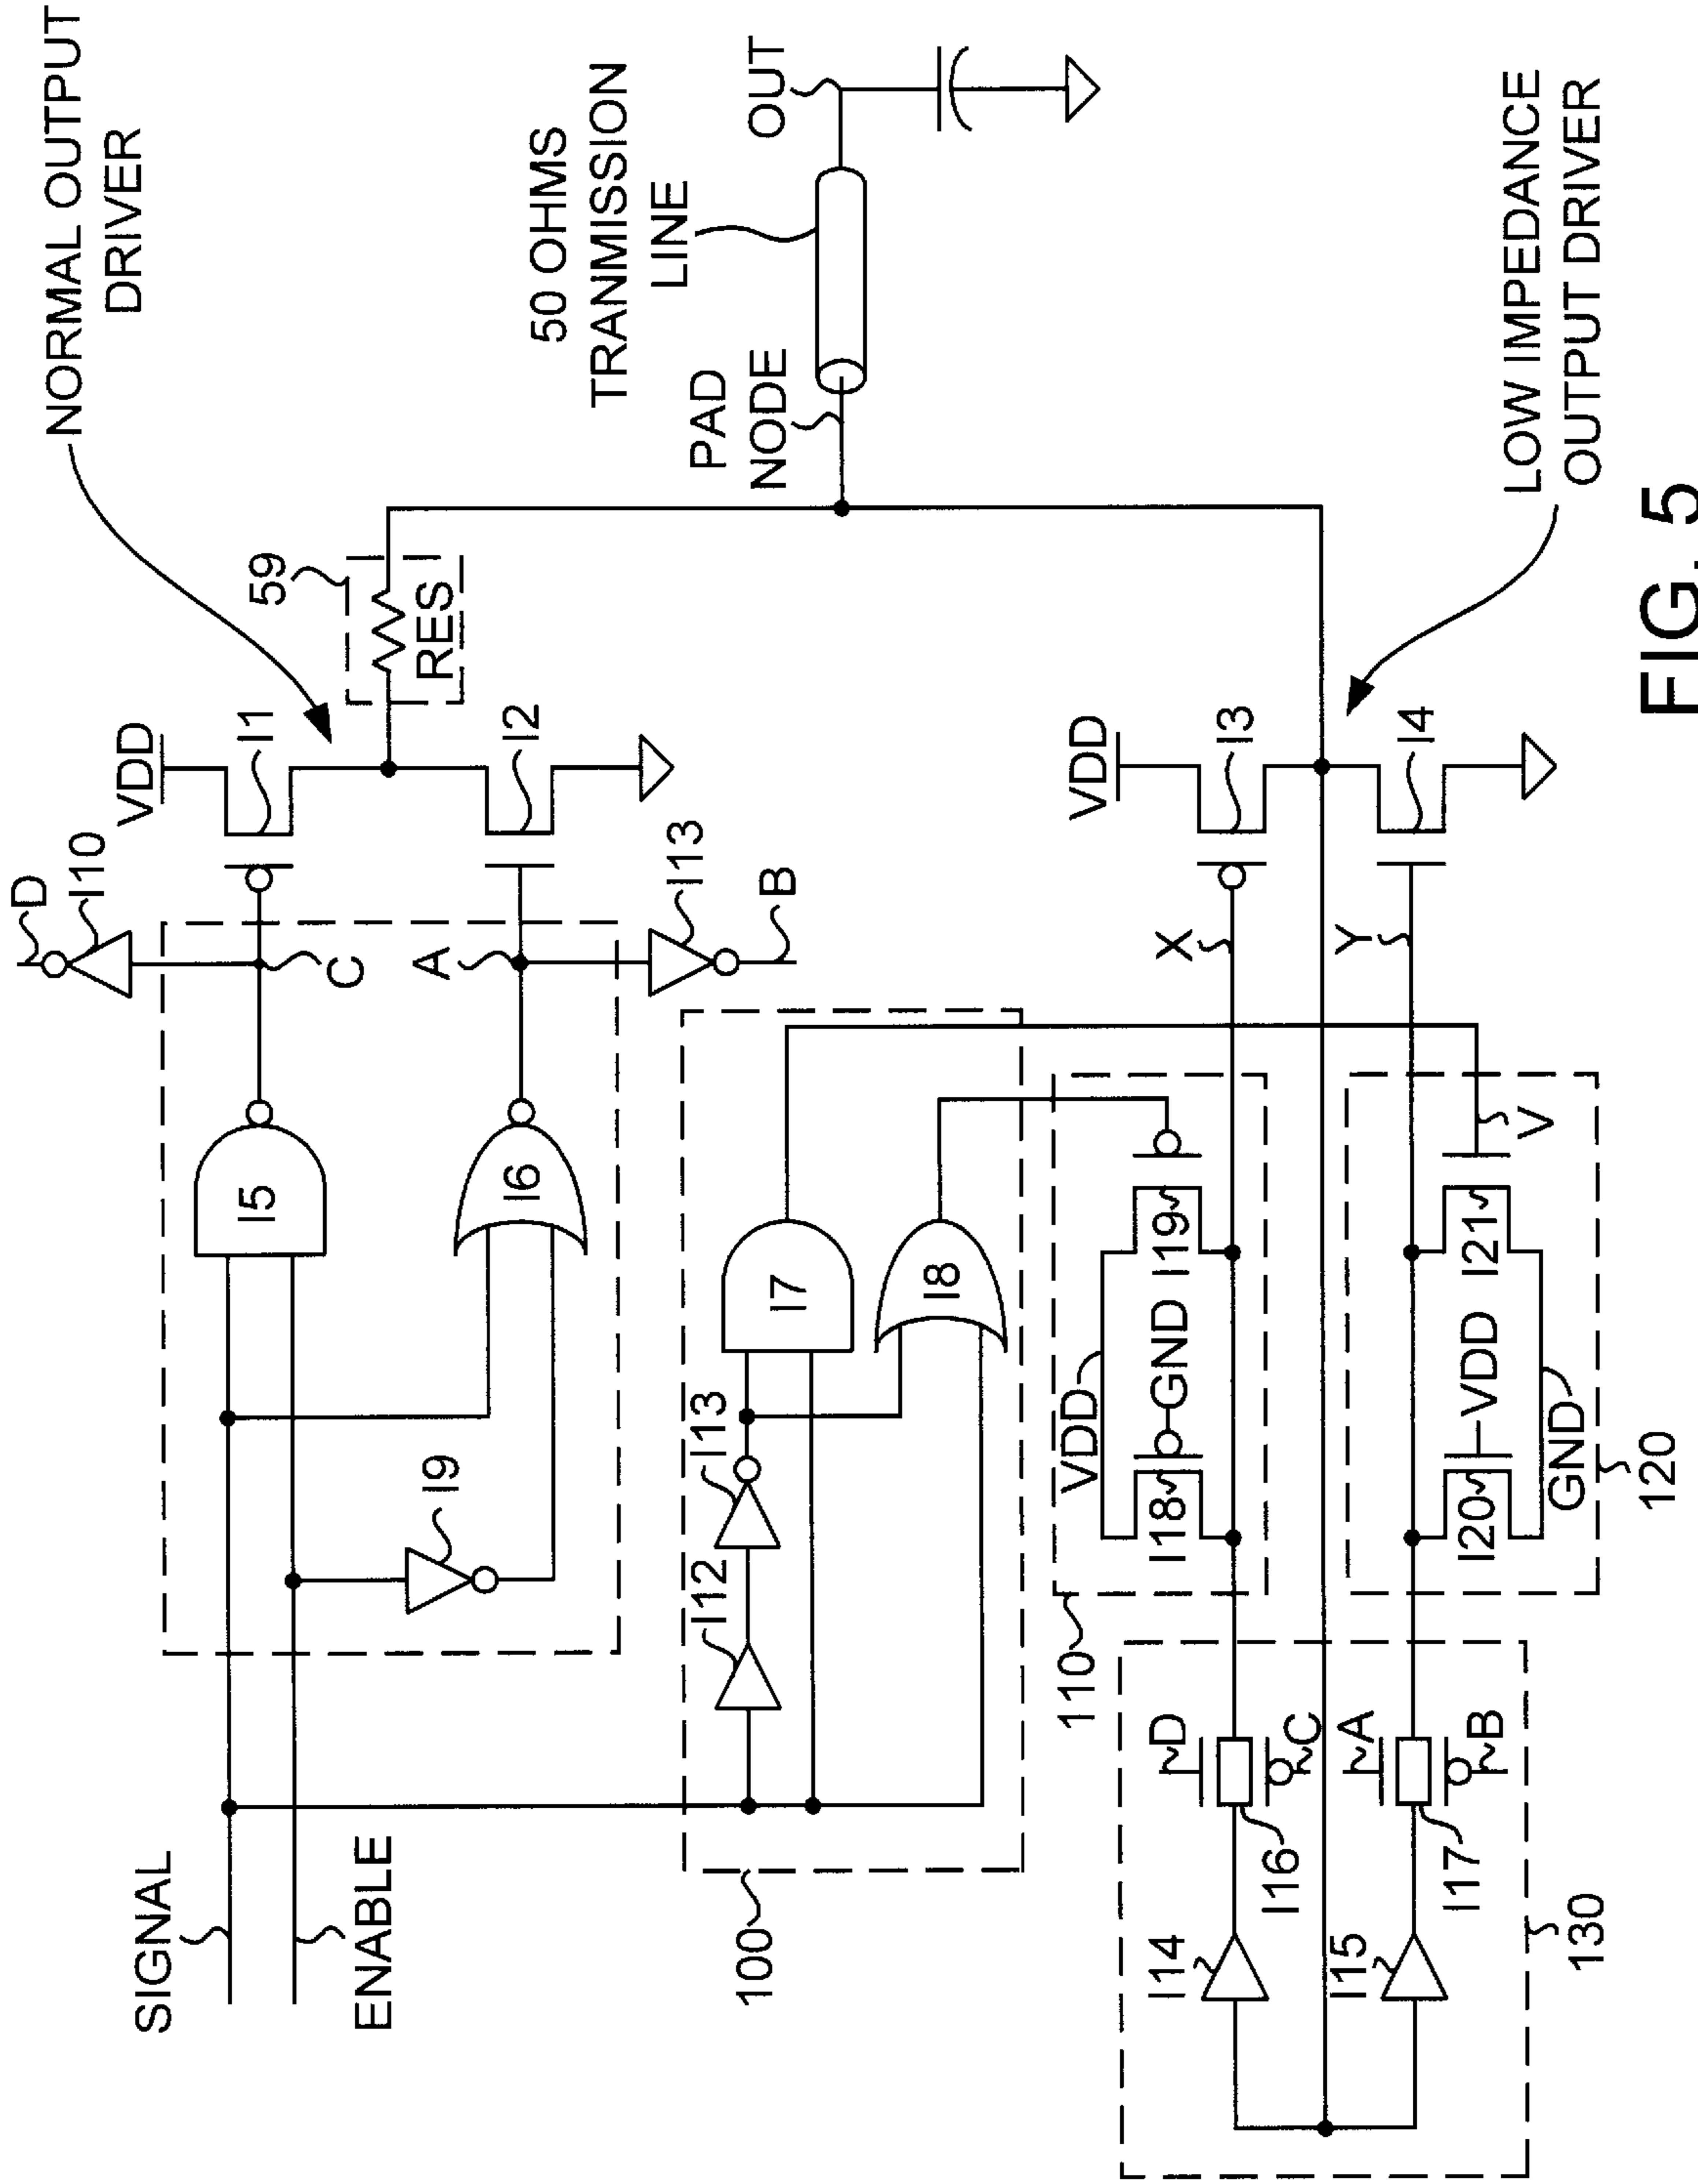 NORMAL OUTPUT
DRIVER
D
I10
VDD
I1
59
RES
C
A
I2
I13
B
SIGNAL
ENABLE
I5
I6
I9
50 OHMS
TRANMISSION
LINE
OUT
PAD
NODE
100
I12
I13
I7
I8
VDD
I3
X
Y
I4
LOW IMPEDANCE
OUTPUT DRIVER
110
VDD
I18
GND
I19
I20
VDD
I21
GND
V
120
I14
D
I16
C
I15
A
I17
B
130
FIG. 5